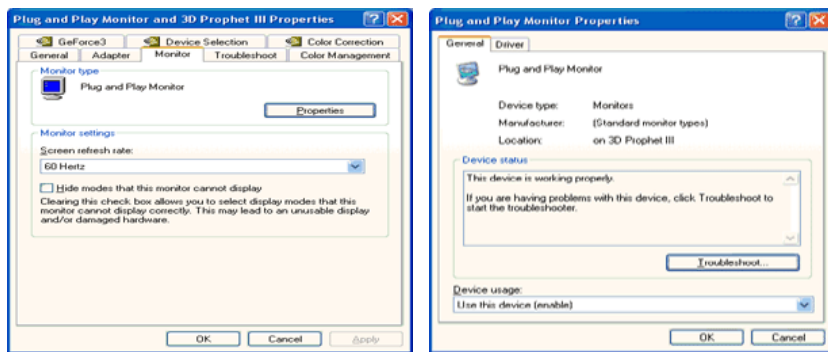 Plug and Play Monitor and 3D Prophet III Properties
GeForce3 Device Selection Color Correction
General Adapter Monitor Troubleshoot Color Management
Monitor type
Plug and Play Monitor
Properties
Monitor settings
Screen refresh rate:
60 Hertz
Hide modes that this monitor cannot display
Clearing this check box allows you to select display modes that this
monitor cannot display correctly. This may lead to an unusable display
and/or damaged hardware.
OK Cancel Apply
Plug and Play Monitor Properties
General Driver
Plug and Play Monitor
Device type: Monitors
Manufacturer: (Standard monitor types)
Location: on 3D Prophet III
Device status
This device is working properly.
If you are having problems with this device, click Troubleshoot to
start the troubleshooter.
Troubleshoot...
Device usage:
Use this device (enable)
OK Cancel